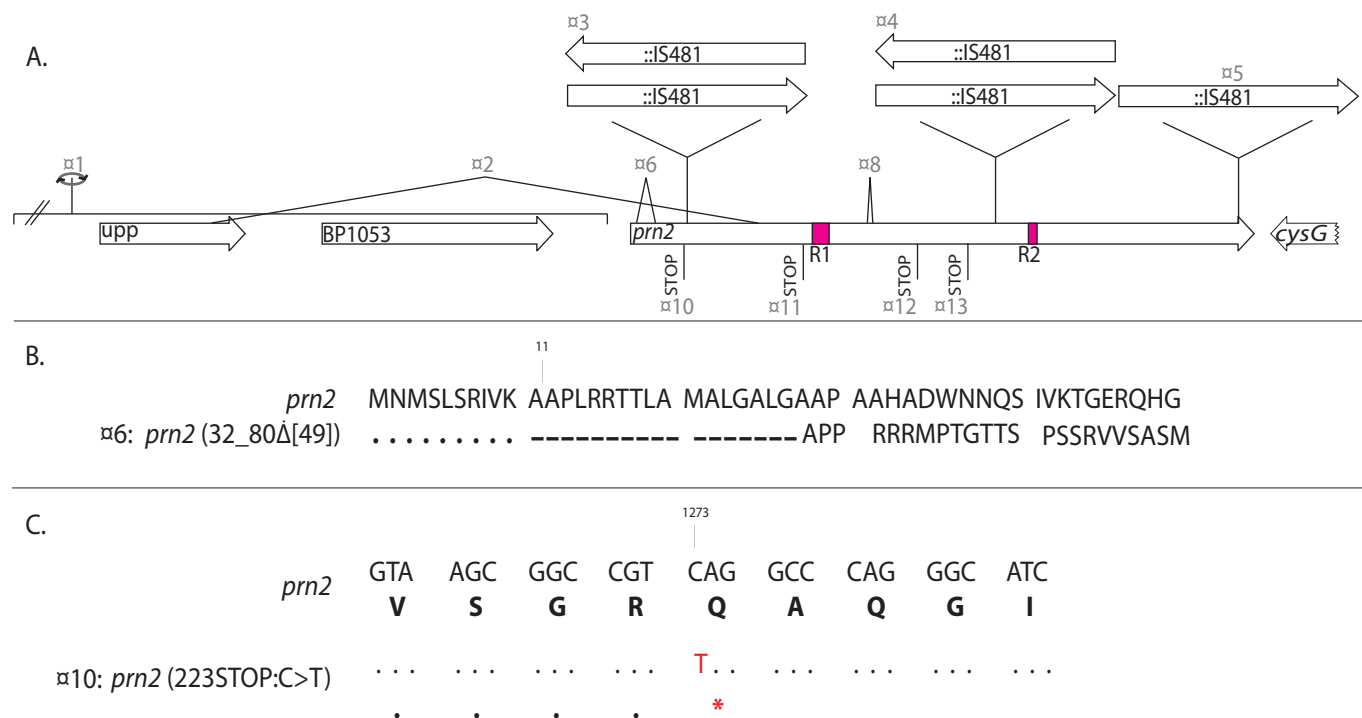 A.
¤3
¤4
::IS481
::IS481
¤5
::IS481
::IS481
::IS481
¤1
¤2
¤6
¤8
upp
BP1053
prn2
cysG
R1
R2
STOP
STOP
STOP
STOP
¤10
¤11
¤12
¤13
B.
11
prn2 MNMSLSRIVK AAPLRRTTLA MALGALGAAP AAHADWNNQS IVKTGERQHG
¤6: prn2 (32_80Δ̇[49]) ......... ---------- ------- APP RRRMPTGTTS PSSRVVSASM
C.
1273
prn2 GTA AGC GGC CGT CAG GCC CAG GGC ATC
V S G R Q A Q G I
¤10: prn2 (223STOP:C>T) ... ... ... ... T.. ... ... ... ...
. . . . *